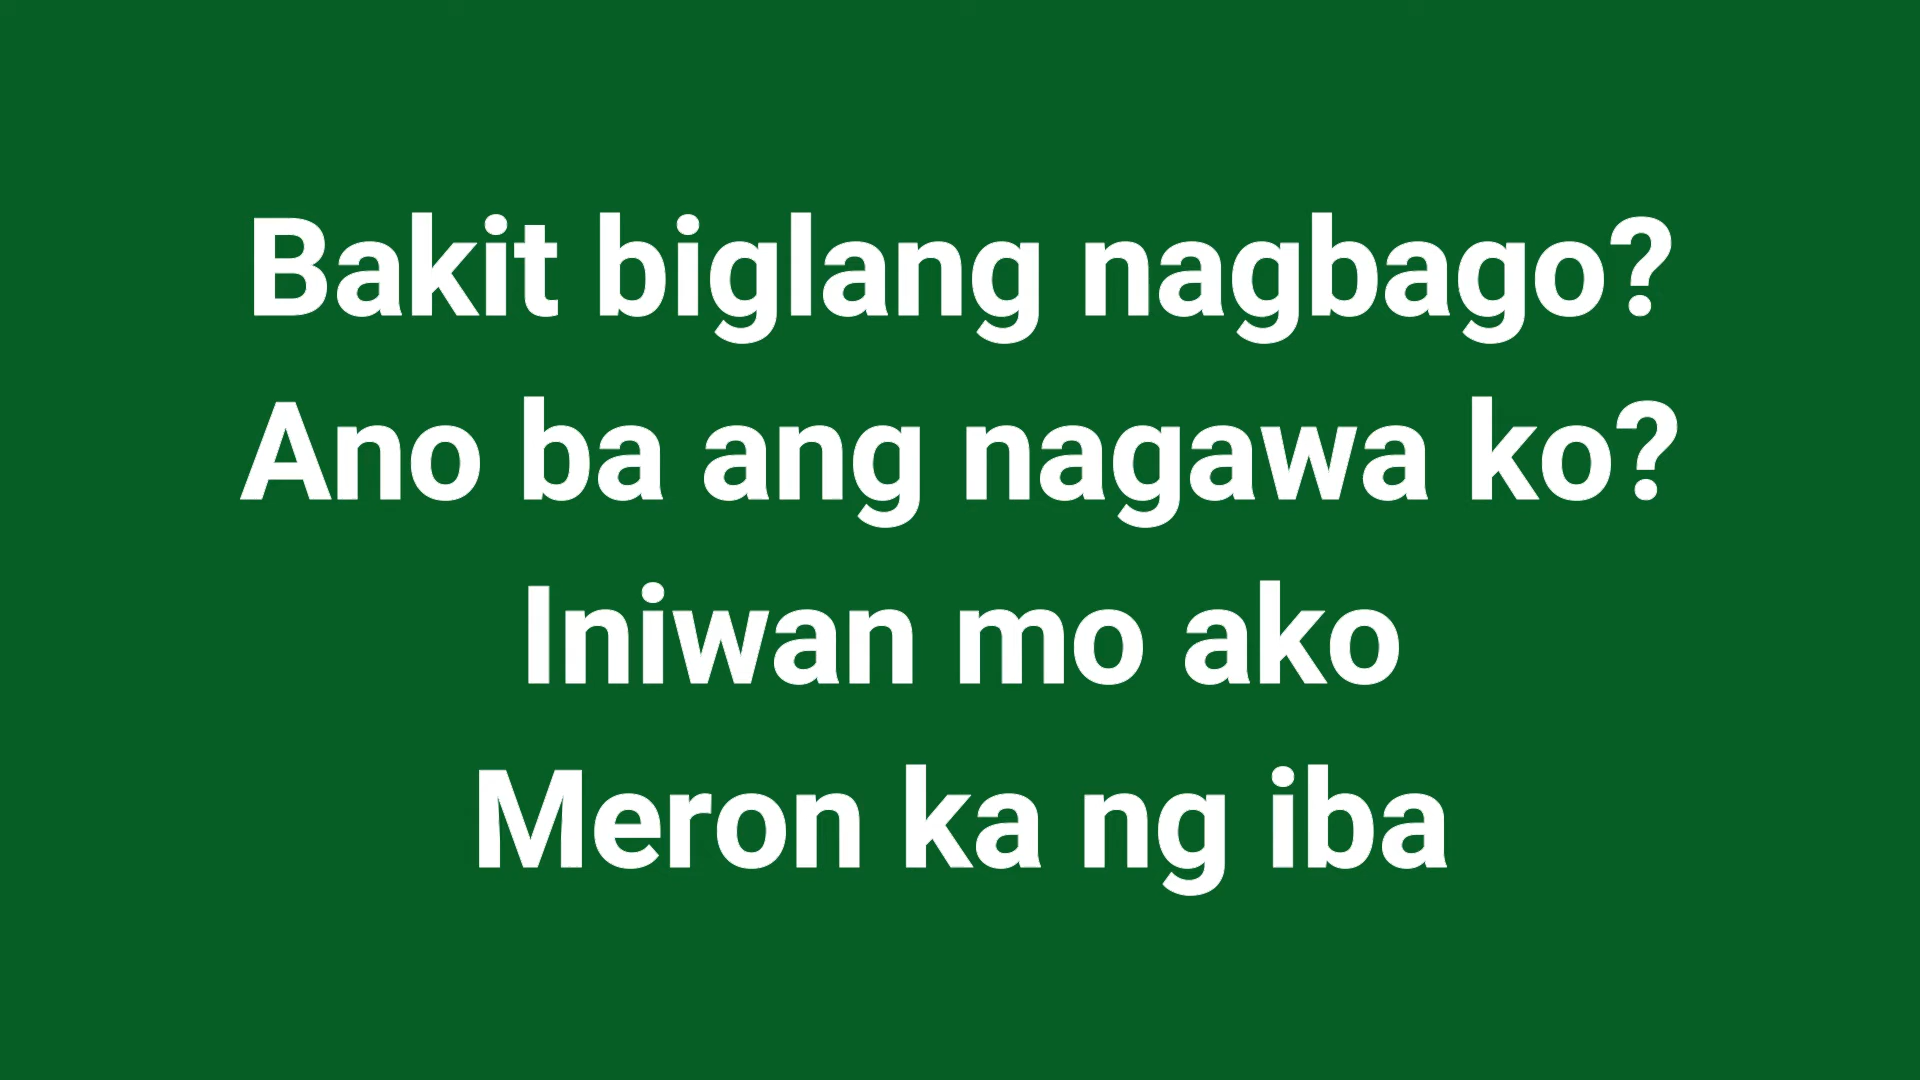 Bakit biglang nagbago?
Ano ba ang nagawa ko?
Iniwan mo ako
Meron ka ng iba